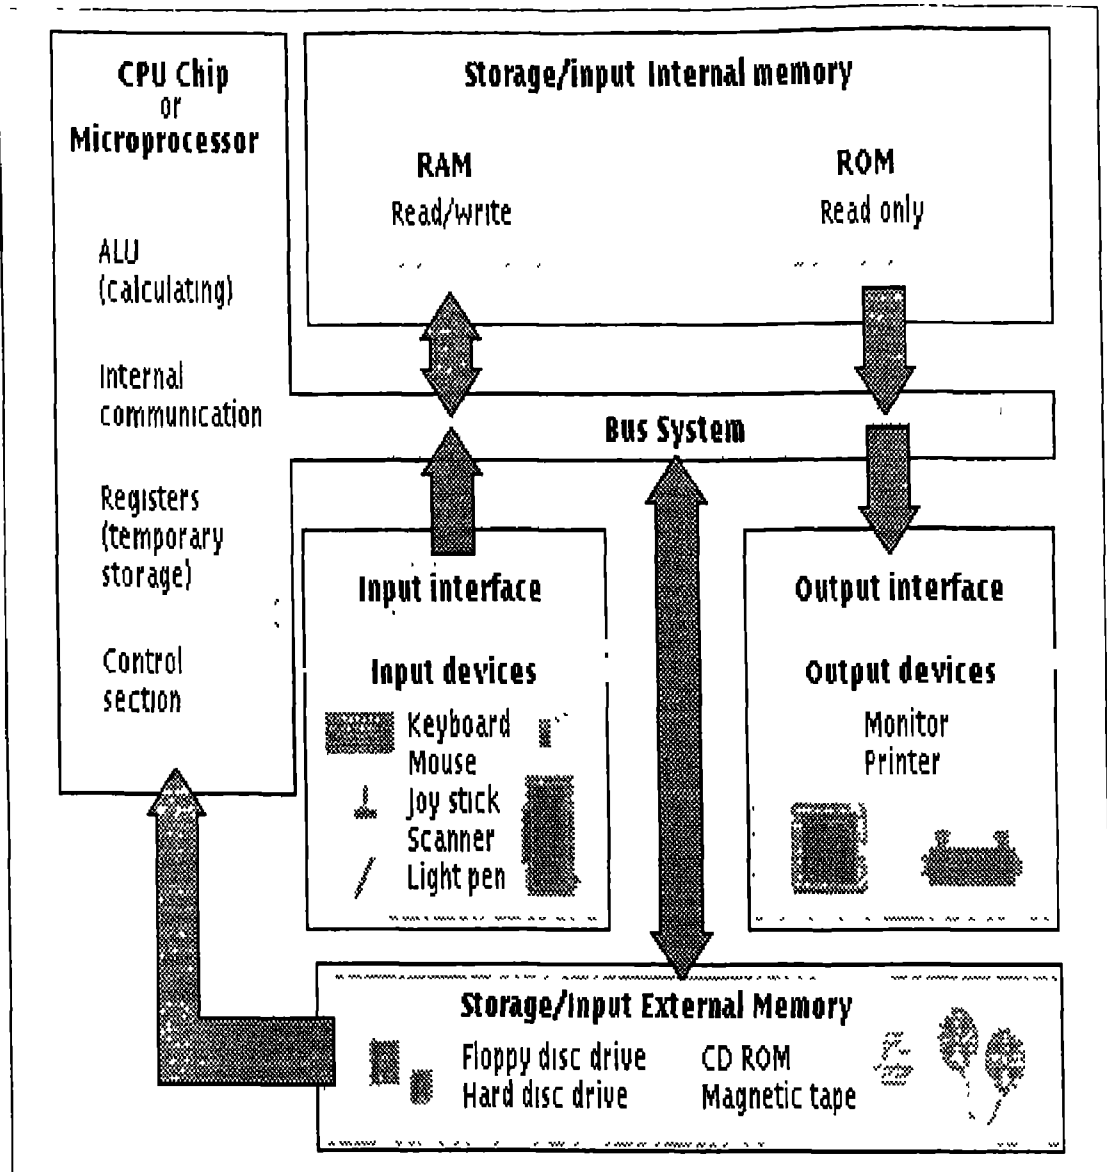 CPU Chip
or
Microprocessor
ALU
(calculating)
Internal
communication
Registers
(temporary
storage)
Control
section
Storage/input Internal memory
RAM
Read/write
ROM
Read only
Bus System
Input interface
Input devices
Keyboard
Mouse
Joy stick
Scanner
Light pen
Output interface
Output devices
Monitor
Printer
Storage/Input External Memory
Floppy disc drive
Hard disc drive
CD ROM
Magnetic tape